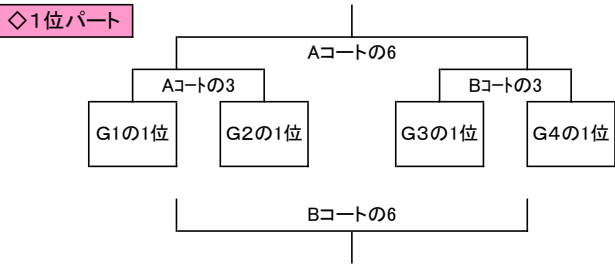 ◇1位パート
Aコートの6
Aコートの3
Bコートの3
G1の1位
G2の1位
G3の1位
G4の1位
Bコートの6